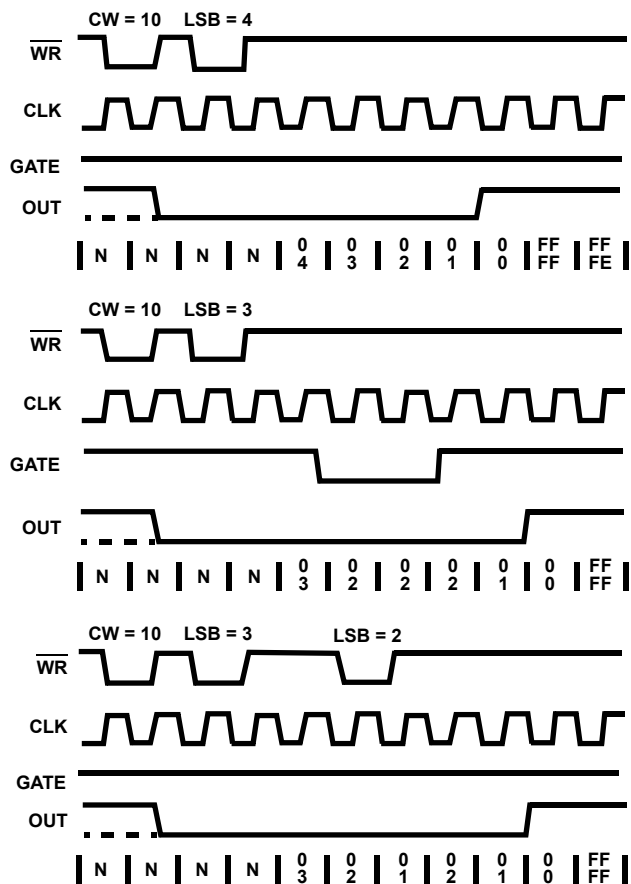 CW = 10 LSB = 4
WR
CLK
GATE
OUT
N N N N 0 0 0 0 0 FF FF
4 3 2 1 0 FF FE
CW = 10 LSB = 3
WR
CLK
GATE
OUT
N N N N 0 0 0 0 0 0 FF
3 2 2 2 1 0 FF
CW = 10 LSB = 3 LSB = 2
WR
CLK
GATE
OUT
N N N N 0 0 0 0 0 0 FF
3 2 1 2 1 0 FF